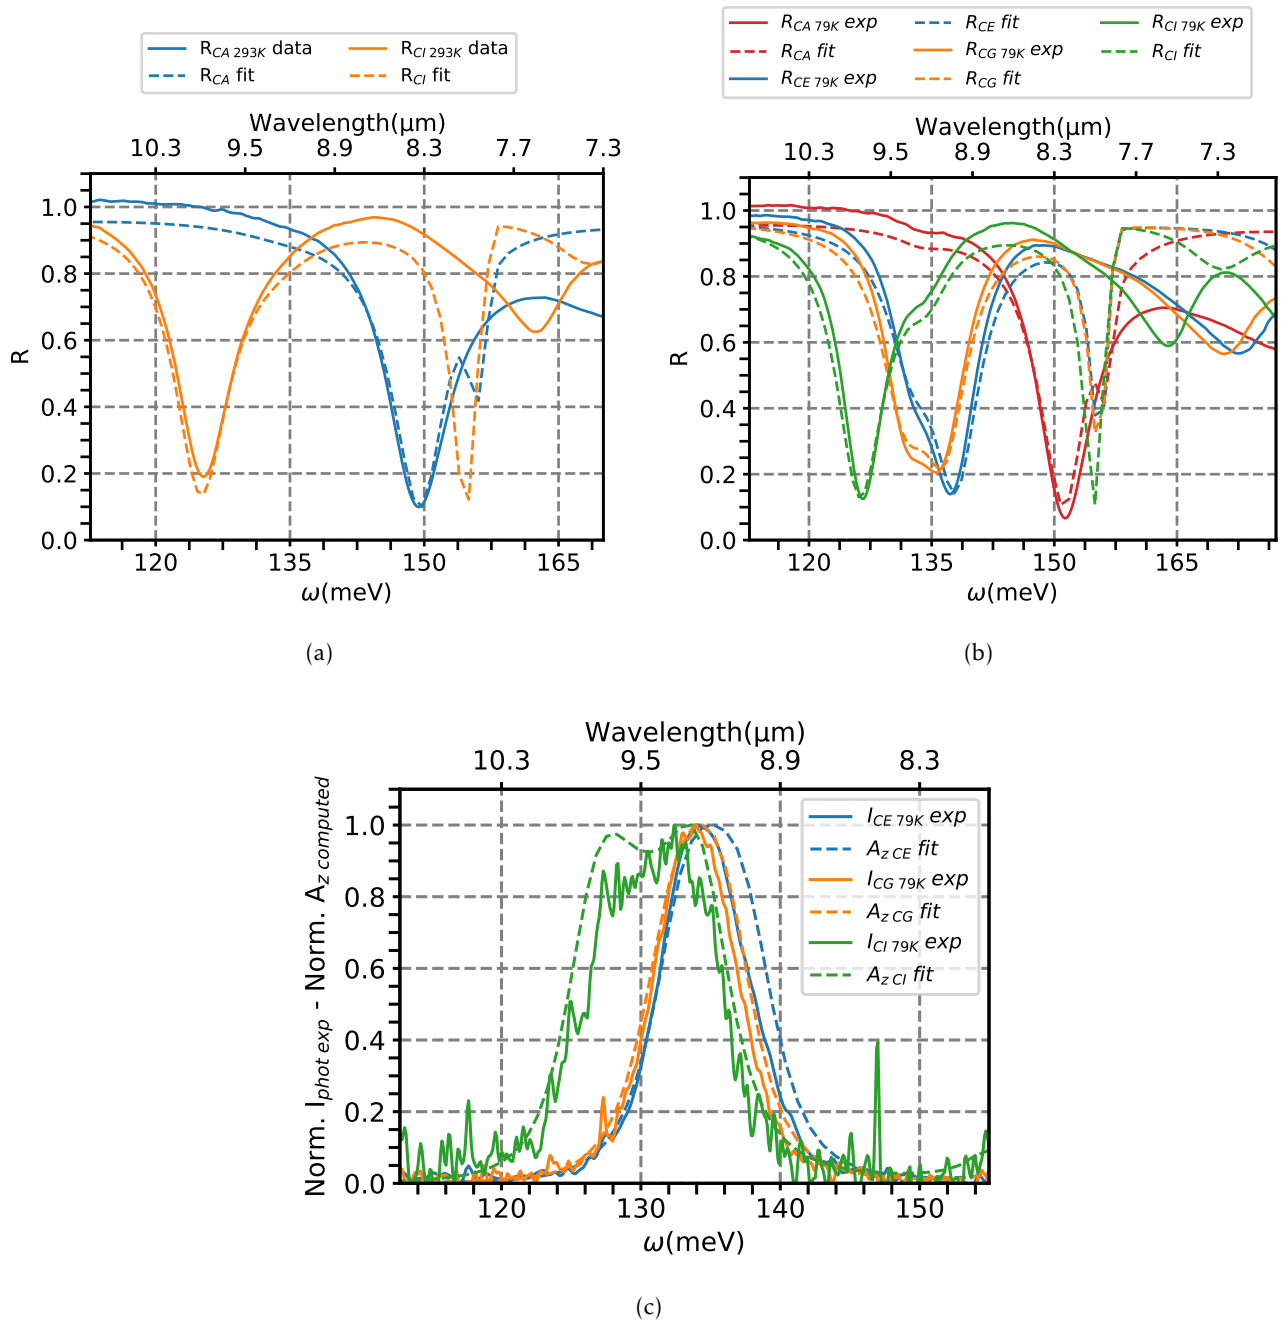 R_CA 293K data R_CI 293K data
R_CA fit R_CI fit
Wavelength(μm)
10.3 9.5 8.9 8.3 7.7 7.3
1.0
0.8
0.6
0.4
0.2
0.0
R
120 135 150 165
ω(meV)
(a)
R_CA 79K exp R_CE fit R_CI 79K exp
R_CA fit R_CG 79K exp R_CI fit
R_CE 79K exp R_CG fit
Wavelength(μm)
10.3 9.5 8.9 8.3 7.7 7.3
1.0
0.8
0.6
0.4
0.2
0.0
R
120 135 150 165
ω(meV)
(b)
Wavelength(μm)
10.3 9.5 8.9 8.3
Norm. I_phot exp - Norm. A_z computed
1.0
0.8
0.6
0.4
0.2
0.0
I_CE 79K exp
A_z CE fit
I_CG 79K exp
A_z CG fit
I_CI 79K exp
A_z CI fit
120 130 140 150
ω(meV)
(c)